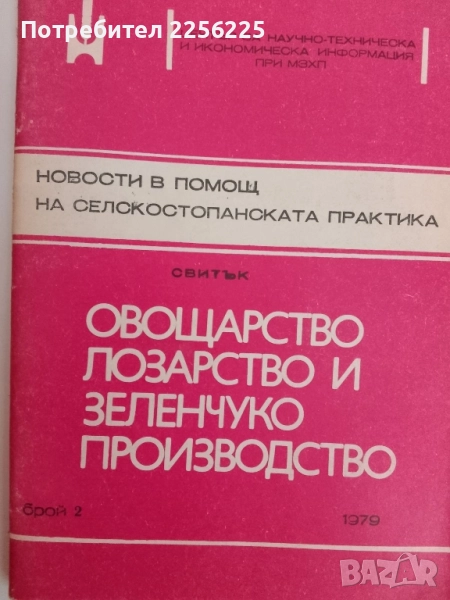 Потребител 2256225
НАУЧНО-ТЕХНИЧЕСКА
И ИКОНОМИЧЕСКА ИНФОРМАЦИЯ
ПРИ МЗХП
НОВОСТИ В ПОМОЩ
НА СЕЛСКОСТОПАНСКАТА ПРАКТИКА
СВИТЪК
ОВОЩАРСТВО
ЛОЗАРСТВО И
ЗЕЛЕНЧУКО
ПРОИЗВОДСТВО
брой 2 1979
BAZAR